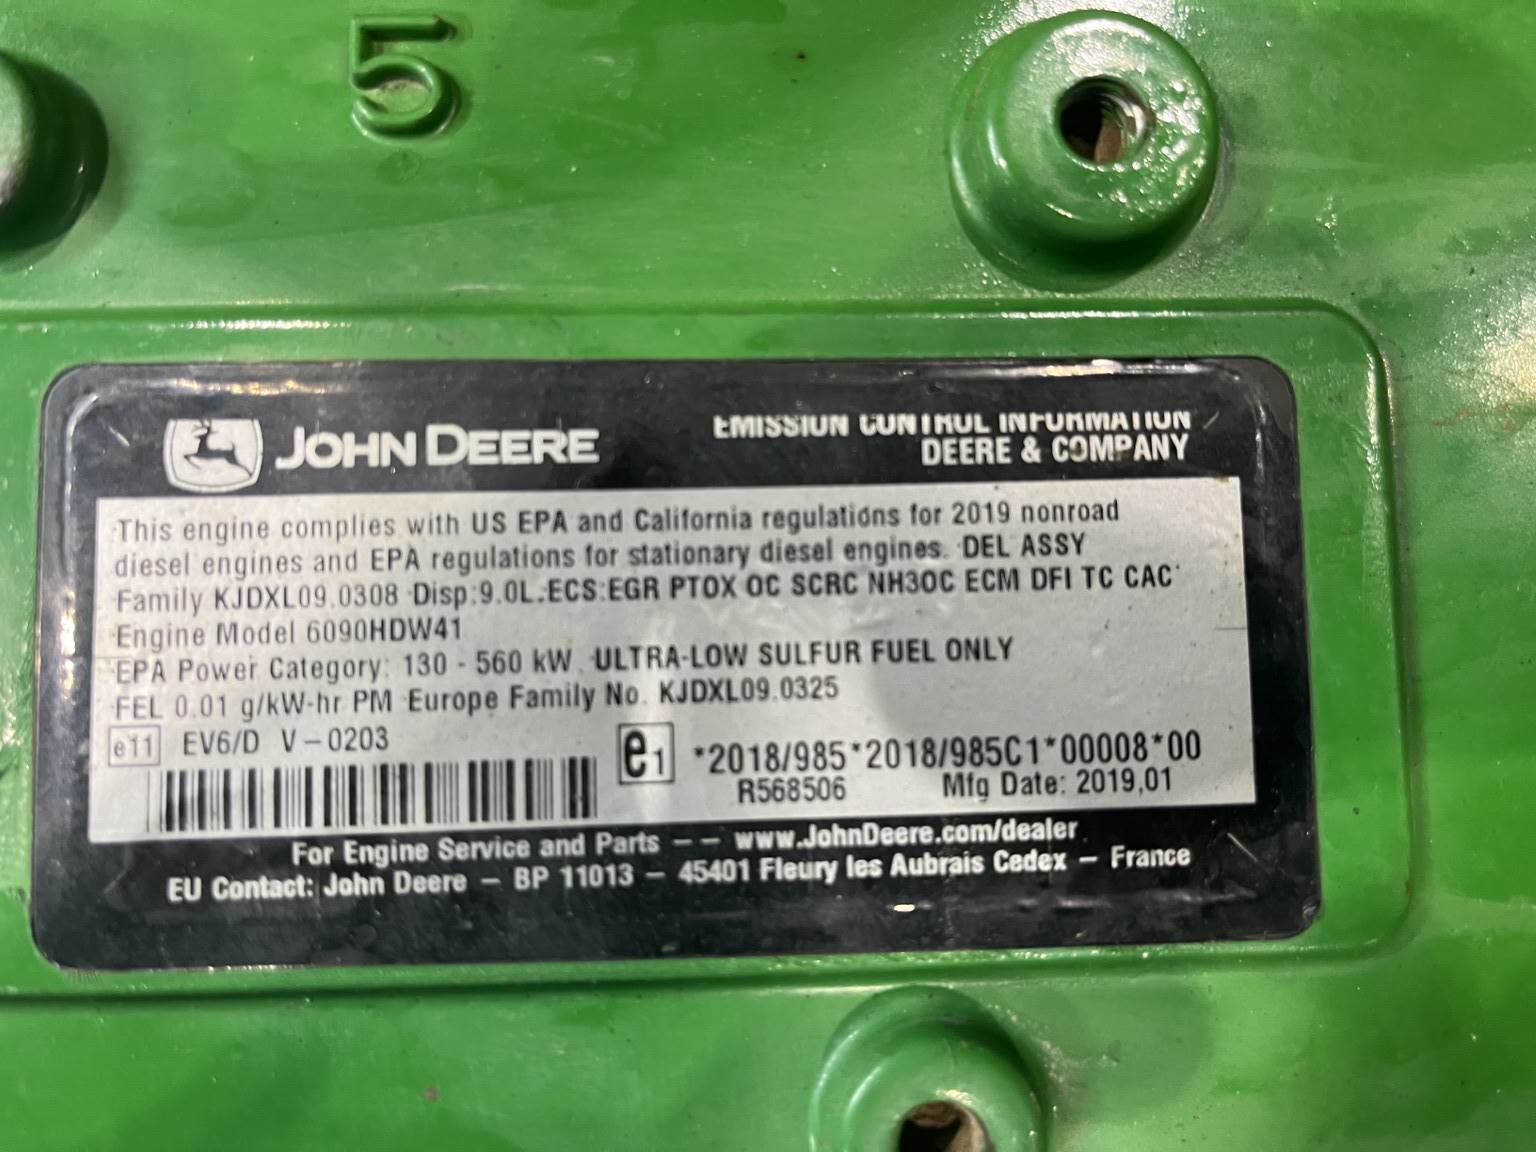 5
JOHN DEERE
EMISSION CONTROL INFORMATION
DEERE & COMPANY
This engine complies with US EPA and California regulations for 2019 nonroad
diesel engines and EPA regulations for stationary diesel engines. DEL ASSY
Family KJDXL09.0308 Disp:9.0L.ECS:EGR PTOX OC SCRC NH3OC ECM DFI TC CAC
Engine Model 6090HDW41
EPA Power Category: 130 - 560 kW. ULTRA-LOW SULFUR FUEL ONLY
FEL 0.01 g/kW-hr PM Europe Family No. KJDXL09.0325
e11 EV6/D V-0203
e1 *2018/985*2018/985C1*00008*00
R568506 Mfg Date: 2019,01
For Engine Service and Parts -- www.JohnDeere.com/dealer
EU Contact: John Deere - BP 11013 - 45401 Fleury les Aubrais Cedex - France